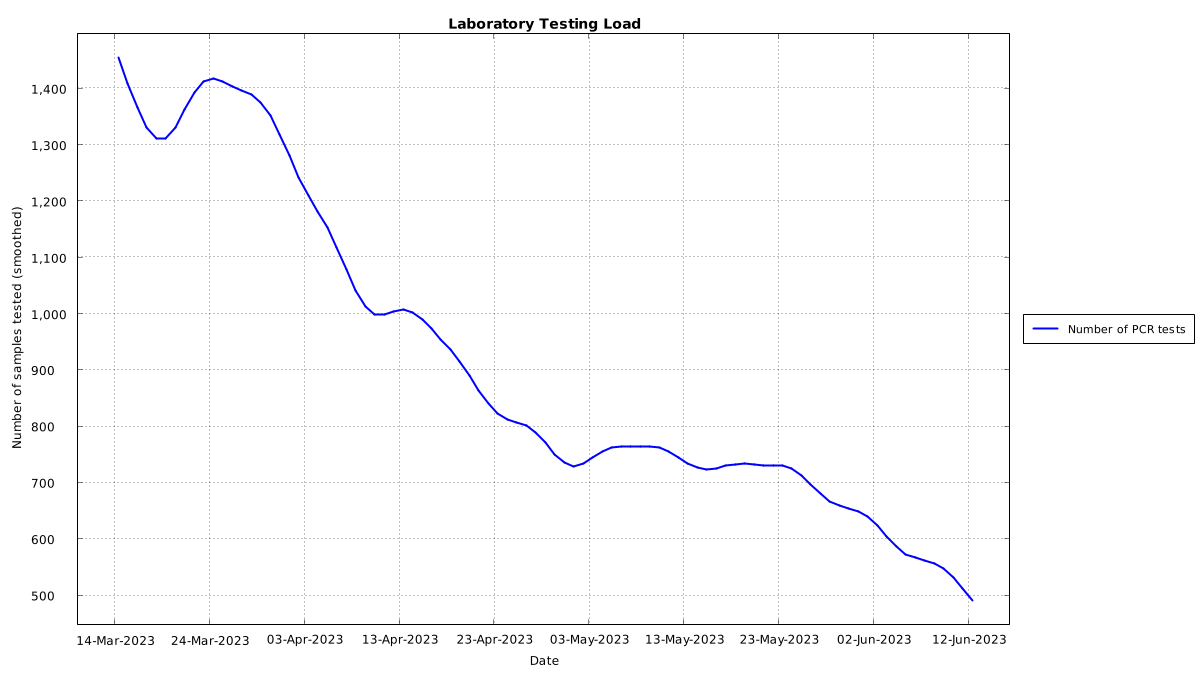 Laboratory Testing Load
Number of samples tested (smoothed)
1,400
1,300
1,200
1,100
1,000
900
800
700
600
500
14-Mar-2023 24-Mar-2023 03-Apr-2023 13-Apr-2023 23-Apr-2023 03-May-2023 13-May-2023 23-May-2023 02-Jun-2023 12-Jun-2023
Date
Number of PCR tests